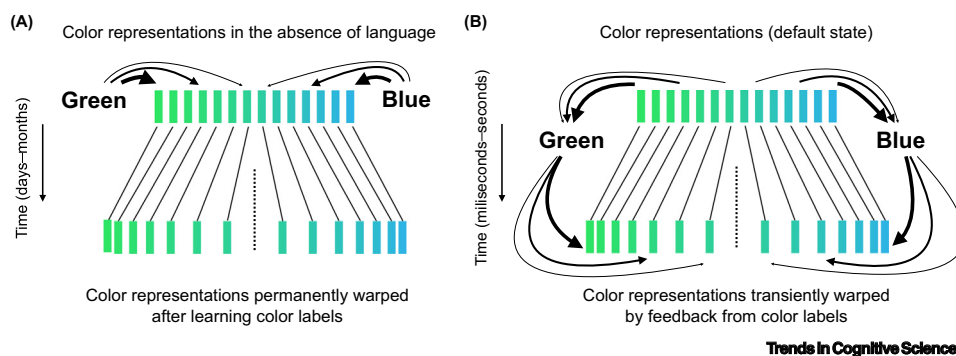 (A)
Color representations in the absence of language
Green
Blue
Time (days–months)
Color representations permanently warped
after learning color labels
(B)
Color representations (default state)
Green
Blue
Time (miliseconds–seconds)
Color representations transiently warped
by feedback from color labels
Trends in Cognitive Sciences